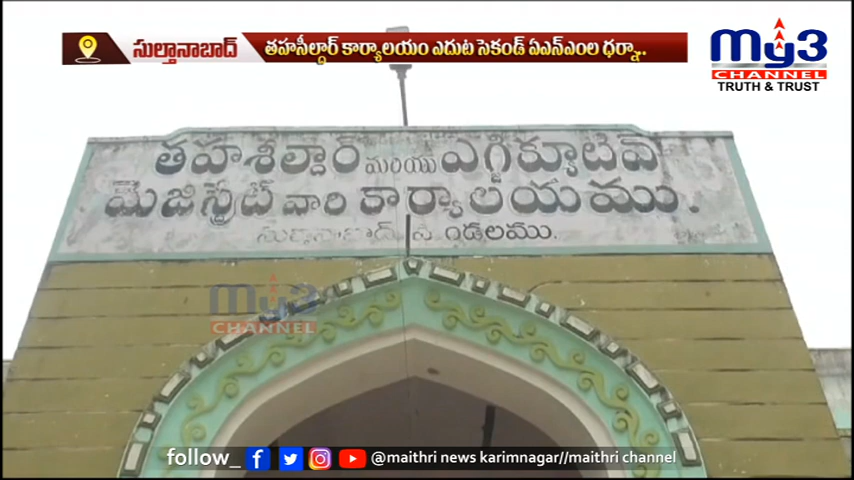 సుల్తానాబాద్
తహసీల్దార్ కార్యాలయం ఎదుట సెకండ్ ఏఎన్ఎంల ధర్నా..
my3
CHANNEL
TRUTH & TRUST
తహశీల్దార్ మరియు ఎగ్జిక్యూటివ్
మెజిస్ట్రేట్ వారి కార్యాలయము.
సుల్తానాబాద్ మండలము.
my3
CHANNEL
follow_ @maithri news karimnagar//maithri channel